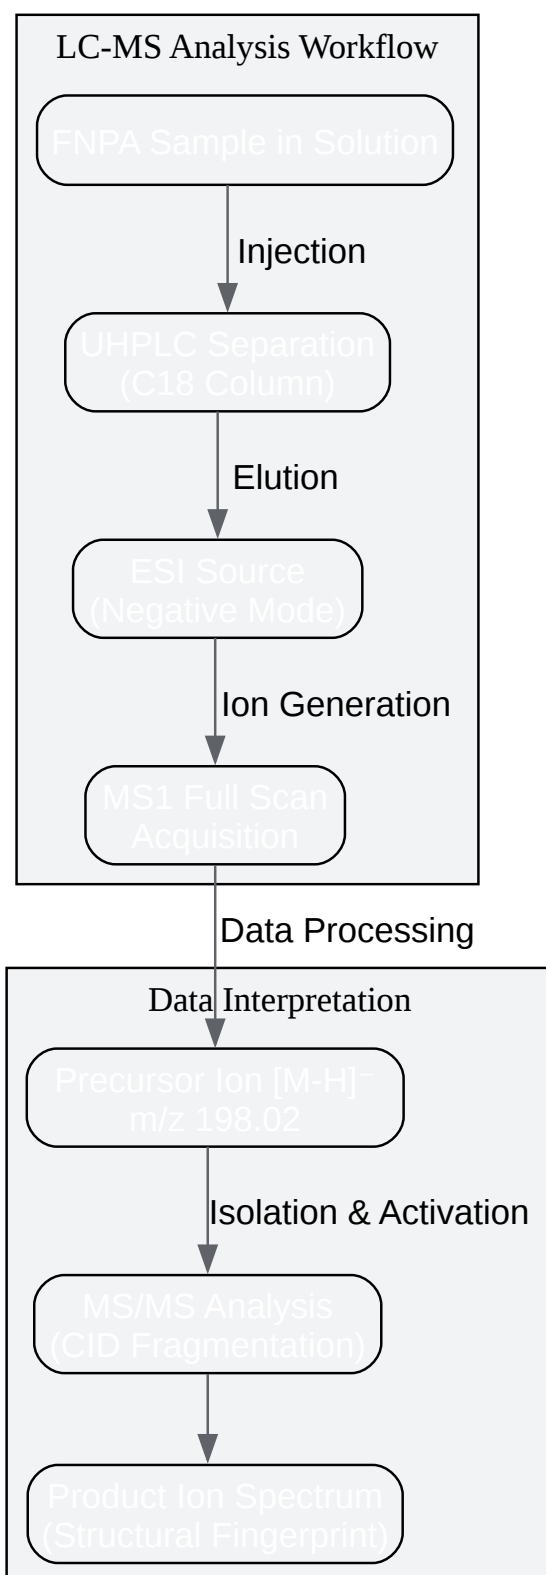 LC-MS Analysis Workflow
FNPA Sample in Solution
Injection
UHPLC Separation
(C18 Column)
Elution
ESI Source
(Negative Mode)
Ion Generation
MS1 Full Scan
Acquisition
Data Processing
Data Interpretation
Precursor Ion [M-H]⁻
m/z 198.02
Isolation & Activation
MS/MS Analysis
(CID Fragmentation)
Product Ion Spectrum
(Structural Fingerprint)